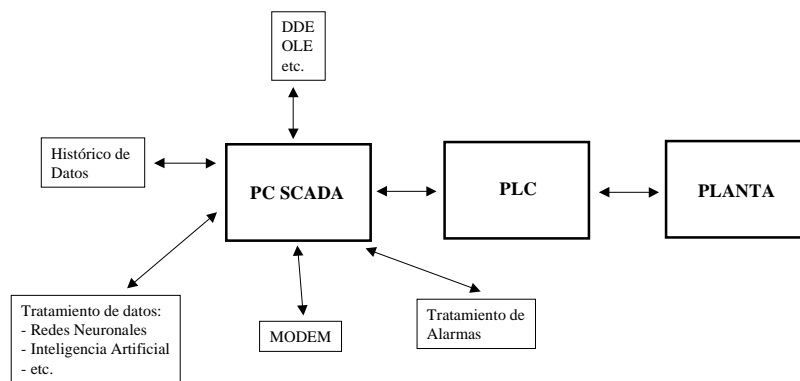 DDE
OLE
etc.
Histórico de
Datos
PC SCADA
PLC
PLANTA
Tratamiento de datos:
- Redes Neuronales
- Inteligencia Artificial
- etc.
MODEM
Tratamiento de
Alarmas